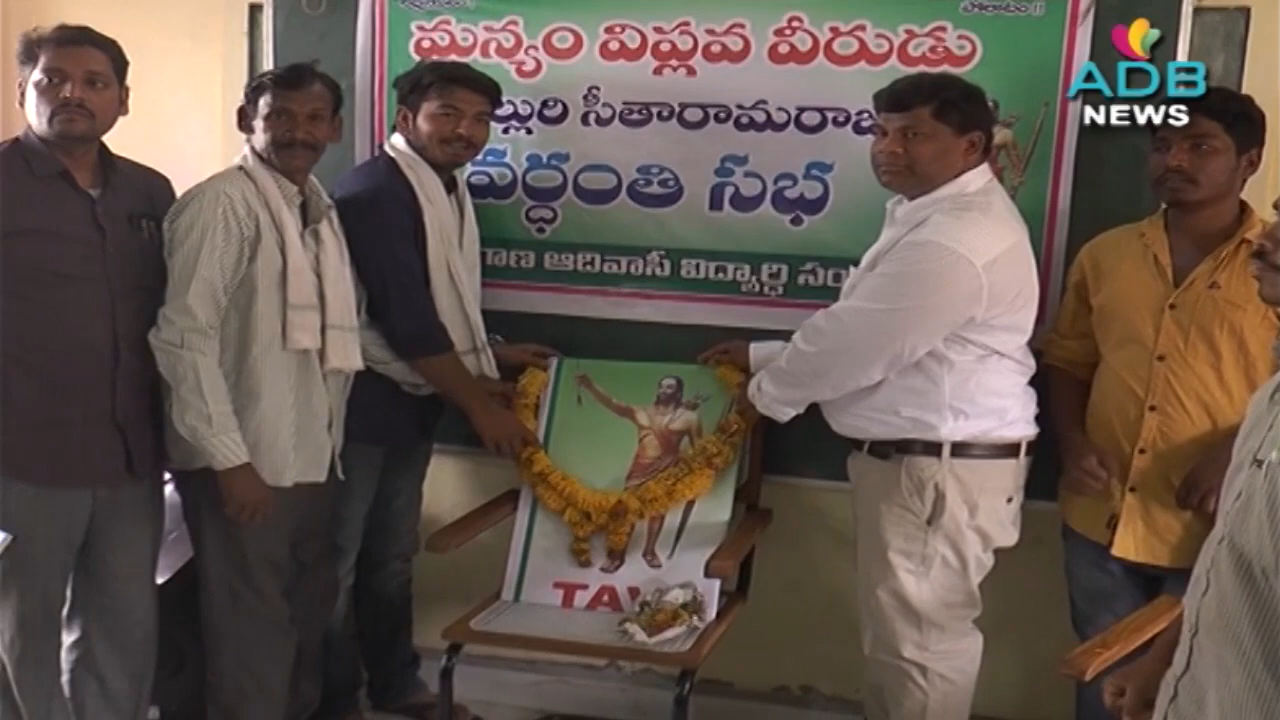 పోరాటం !!
మన్యం విప్లవ వీరుడు
ల్లురి సీతారామరాజ
వర్ధంతి సభ
గాణ ఆదివాసీ విద్యార్థి సం
TAV
ADB
NEWS